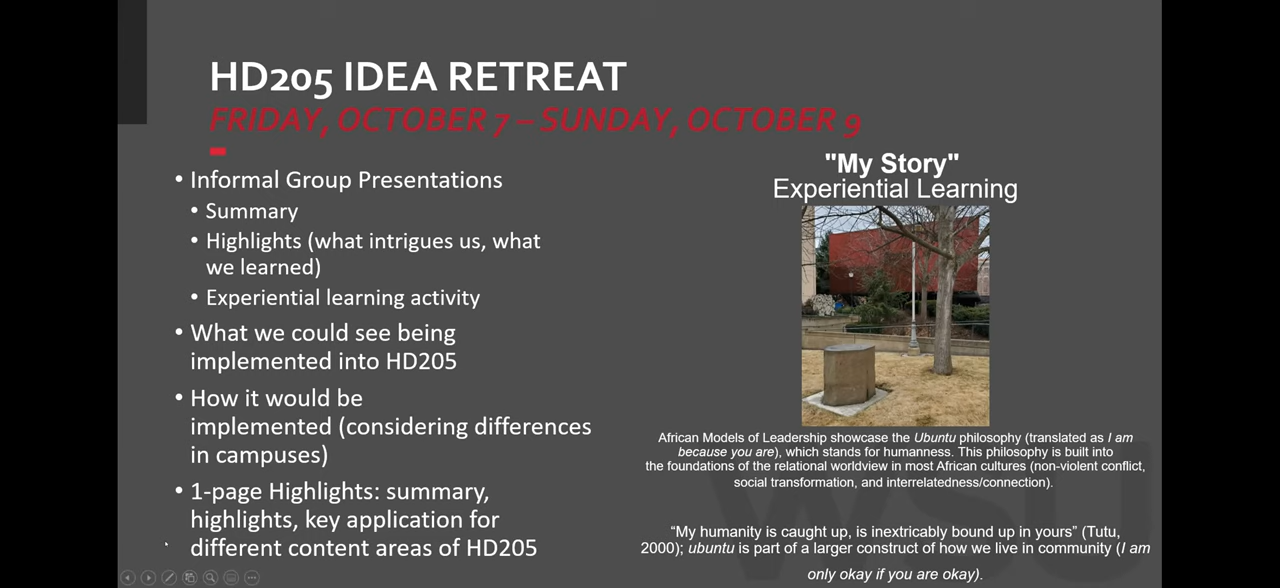 HD205 IDEA RETREAT
FRIDAY, OCTOBER 7 – SUNDAY, OCTOBER 9
• Informal Group Presentations
• Summary
• Highlights (what intrigues us, what
we learned)
• Experiential learning activity
• What we could see being
implemented into HD205
• How it would be
implemented (considering differences
in campuses)
• 1-page Highlights: summary,
highlights, key application for
different content areas of HD205
"My Story"
Experiential Learning
African Models of Leadership showcase the Ubuntu philosophy (translated as I am
because you are), which stands for humanness. This philosophy is built into
the foundations of the relational worldview in most African cultures (non-violent conflict,
social transformation, and interrelatedness/connection).
“My humanity is caught up, is inextricably bound up in yours” (Tutu,
2000); ubuntu is part of a larger construct of how we live in community (I am
only okay if you are okay).
WSU